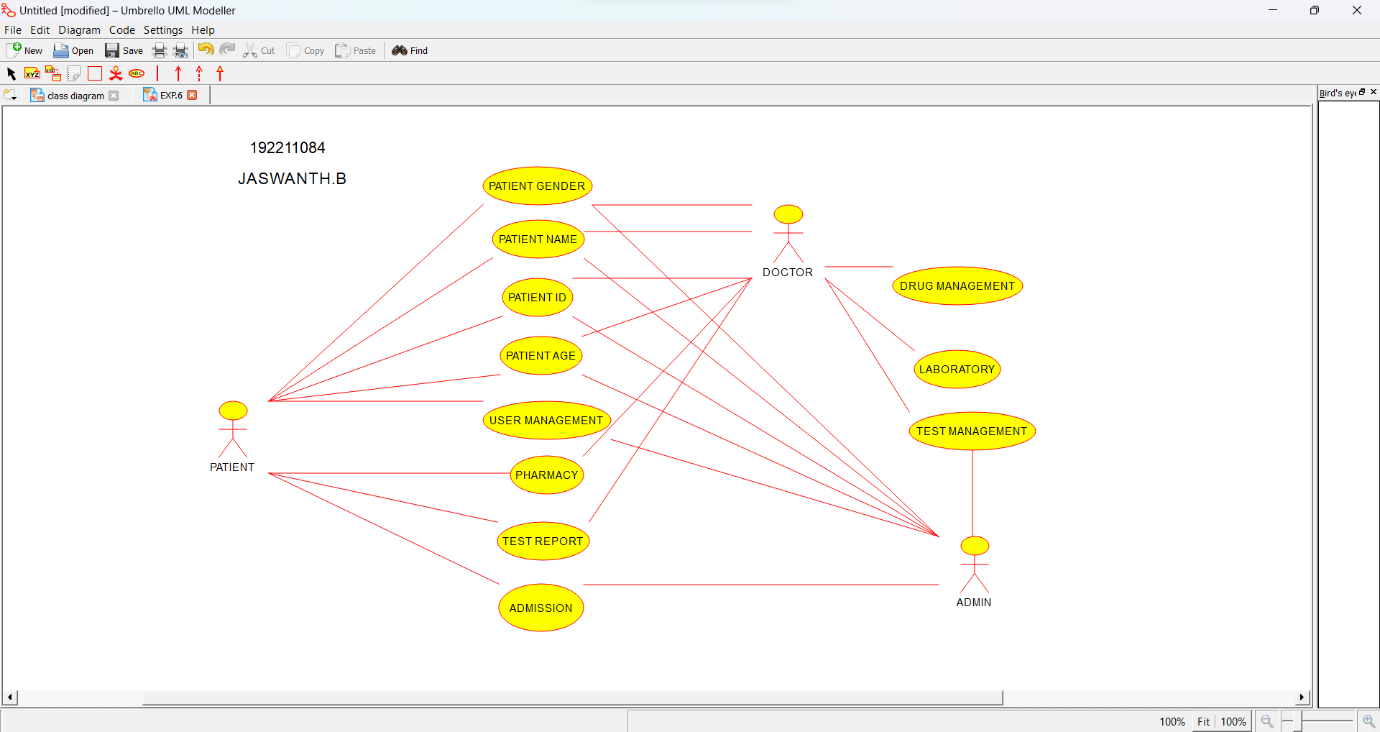 Untitled [modified] – Umbrello UML Modeller
File Edit Diagram Code Settings Help
New Open Save Cut Copy Paste Find
XYZ ABC
class diagram EXP.6
Bird's eye
192211084
JASWANTH.B
PATIENT GENDER
PATIENT NAME
DOCTOR
PATIENT ID
DRUG MANAGEMENT
PATIENT AGE
LABORATORY
USER MANAGEMENT
TEST MANAGEMENT
PATIENT
PHARMACY
TEST REPORT
ADMISSION
ADMIN
100% Fit 100%